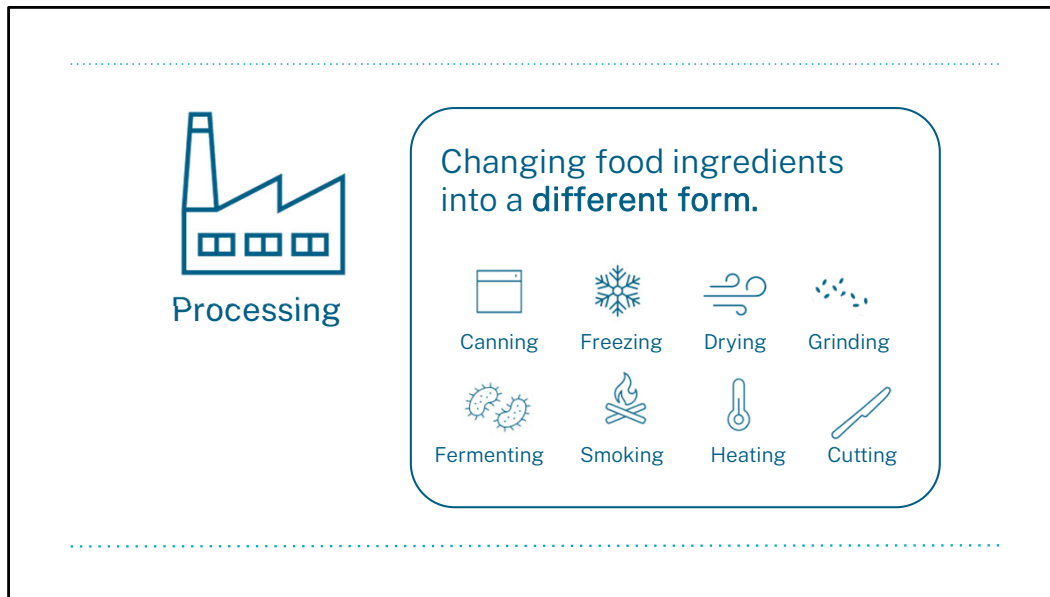 Processing
Changing food ingredients
into a different form.
Canning Freezing Drying Grinding
Fermenting Smoking Heating Cutting